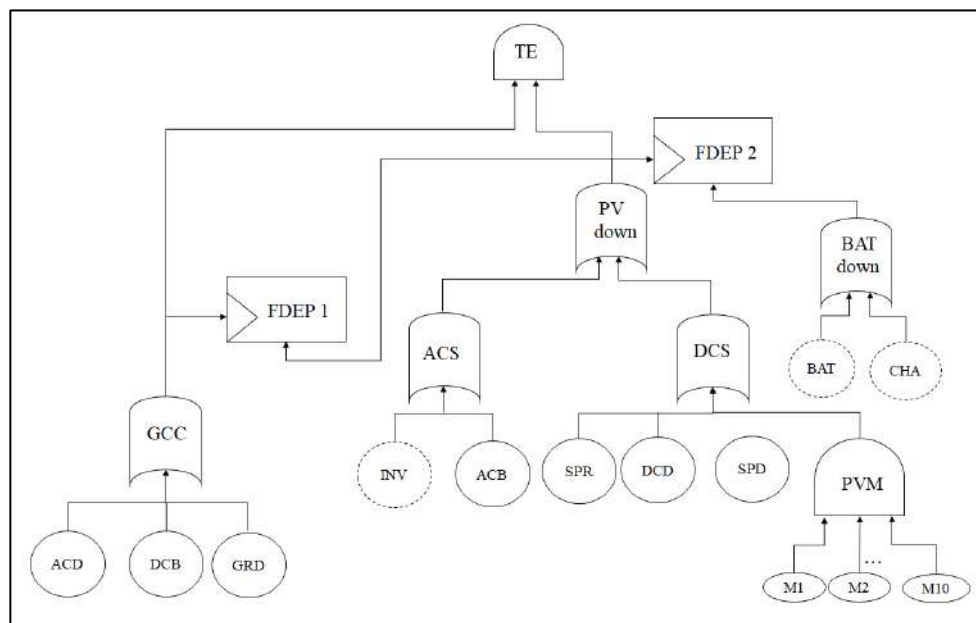 TE
FDEP 2
PV
down
BAT
down
FDEP 1
ACS
DCS
BAT
CHA
GCC
INV
ACB
SPR
DCD
SPD
PVM
ACD
DCB
GRD
...
M1
M2
M10